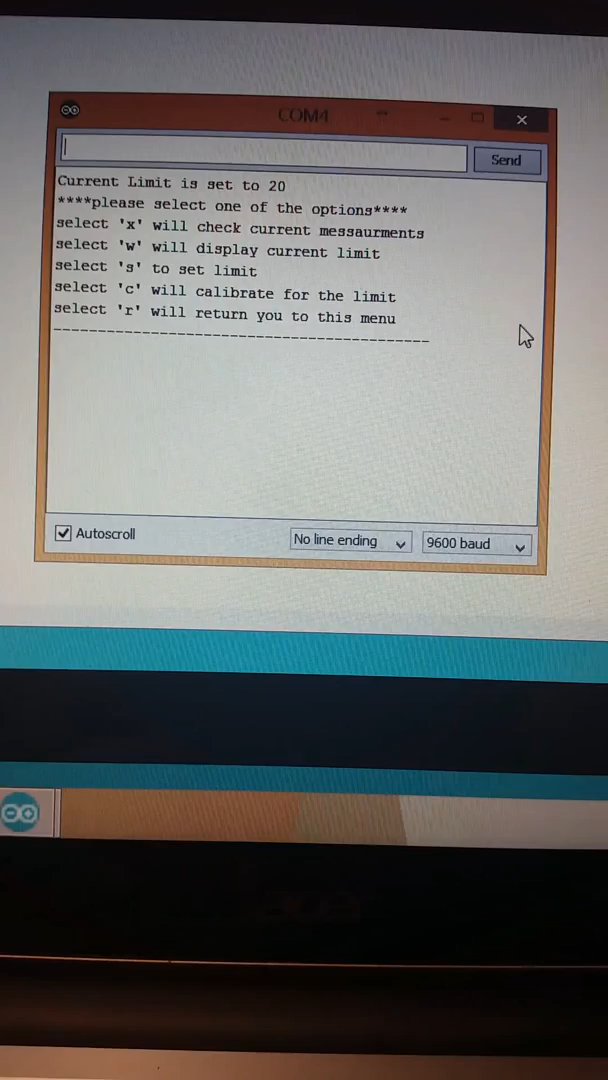 COM4
Send
Current Limit is set to 20
****please select one of the options****
select 'x' will check current messaurments
select 'w' will display current limit
select 's' to set limit
select 'c' will calibrate for the limit
select 'r' will return you to this menu
------------------------------------------
Autoscroll
No line ending
9600 baud
acer